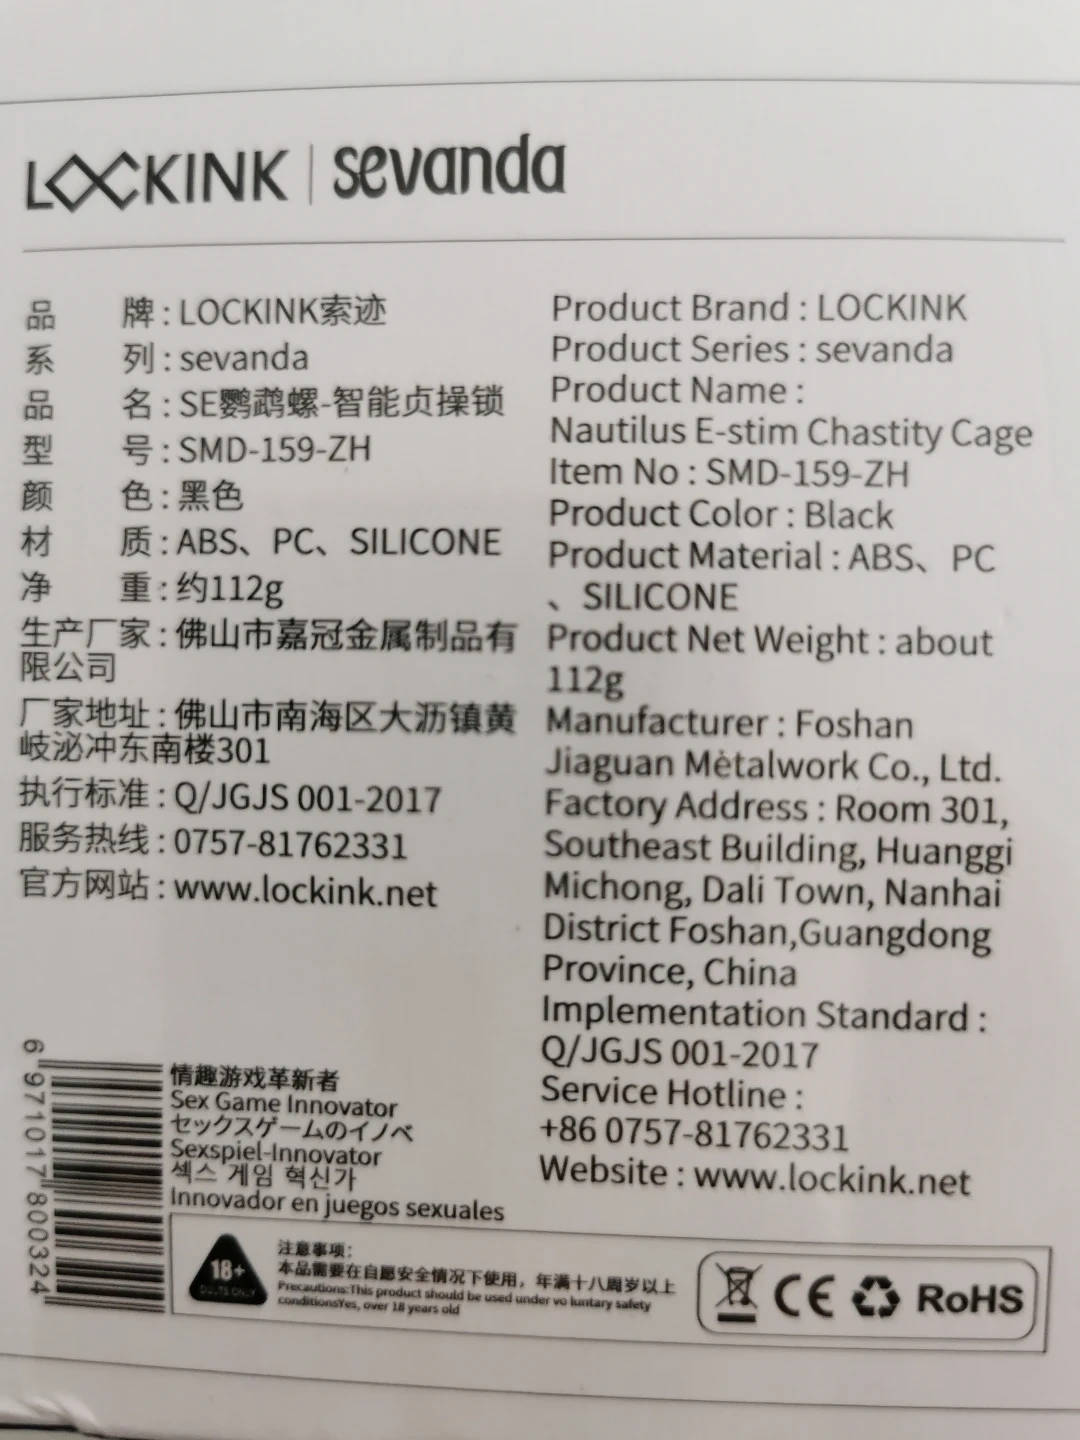 LOCKINK | sevanda
品 牌:LOCKINK索迹
系 列:sevanda
品 名:SE鹦鹉螺-智能贞操锁
型 号:SMD-159-ZH
颜 色:黑色
材 质:ABS、PC、SILICONE
净 重:约112g
生产厂家:佛山市嘉冠金属制品有
限公司
厂家地址:佛山市南海区大沥镇黄
岐泌冲东南楼301
执行标准:Q/JGJS 001-2017
服务热线:0757-81762331
官方网站:www.lockink.net
Product Brand : LOCKINK
Product Series : sevanda
Product Name :
Nautilus E-stim Chastity Cage
Item No : SMD-159-ZH
Product Color : Black
Product Material : ABS、PC
、SILICONE
Product Net Weight : about
112g
Manufacturer : Foshan
Jiaguan Metalwork Co., Ltd.
Factory Address : Room 301,
Southeast Building, Huanggi
Michong, Dali Town, Nanhai
District Foshan,Guangdong
Province, China
Implementation Standard :
Q/JGJS 001-2017
Service Hotline :
+86 0757-81762331
Website : www.lockink.net
6 971017 800324
情趣游戏革新者
Sex Game Innovator
セックスゲームのイノベ
Sexspiel-Innovator
섹스 게임 혁신가
Innovador en juegos sexuales
18+
注意事项:
本品需要在自愿安全情况下使用，年满十八周岁以上
Precautions:This product should be used under vo luntary safety
conditionsYes, over 18 years old
CE RoHS